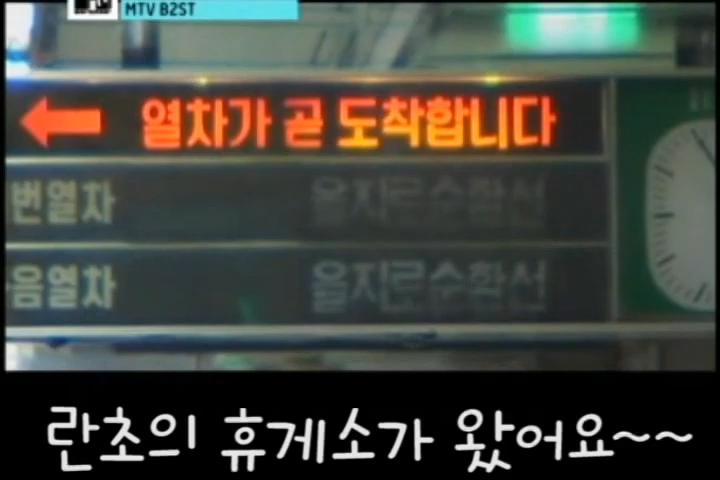 MTV B2ST
열차가 곧 도착합니다
번열차 을지로순환선
음열차 을지로순환선
란초의 휴게소가 왔어요~~